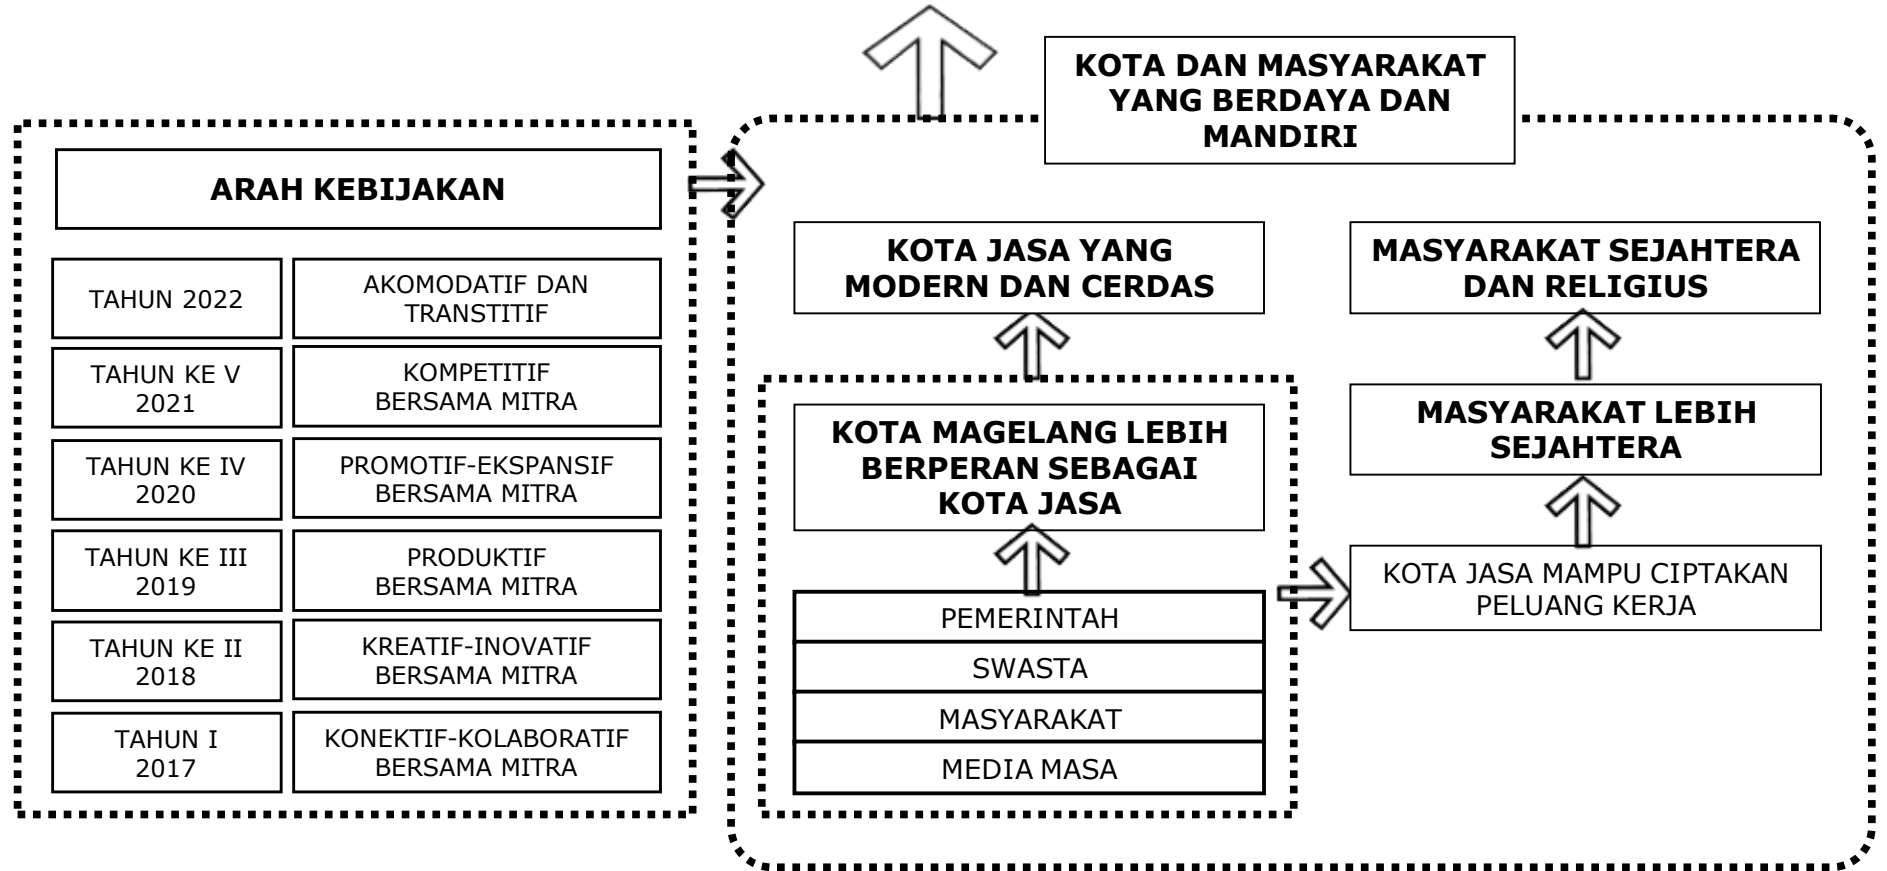 ARAH KEBIJAKAN
TAHUN 2022
AKOMODATIF DAN
TRANSTITIF
TAHUN KE V
2021
KOMPETITIF
BERSAMA MITRA
TAHUN KE IV
2020
PROMOTIF-EKSPANSIF
BERSAMA MITRA
TAHUN KE III
2019
PRODUKTIF
BERSAMA MITRA
TAHUN KE II
2018
KREATIF-INOVATIF
BERSAMA MITRA
TAHUN I
2017
KONEKTIF-KOLABORATIF
BERSAMA MITRA
KOTA DAN MASYARAKAT
YANG BERDAYA DAN
MANDIRI
KOTA JASA YANG
MODERN DAN CERDAS
KOTA MAGELANG LEBIH
BERPERAN SEBAGAI
KOTA JASA
PEMERINTAH
SWASTA
MASYARAKAT
MEDIA MASA
MASYARAKAT SEJAHTERA
DAN RELIGIUS
MASYARAKAT LEBIH
SEJAHTERA
KOTA JASA MAMPU CIPTAKAN
PELUANG KERJA